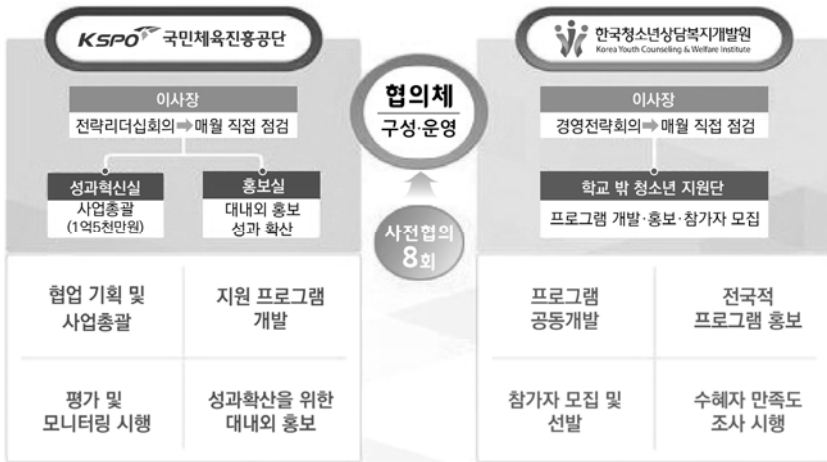 KSPO 국민체육진흥공단
이사장
전략리더십회의➡매월 직접 점검
성과혁신실
사업총괄
(1억5천만원)
홍보실
대내외 홍보
성과 확산
협의체
구성·운영
사전협의
8회
한국청소년상담복지개발원
Korea Youth Counseling & Welfare Institute
이사장
경영전략회의➡매월 직접 점검
학교 밖 청소년 지원단
프로그램 개발·홍보·참가자 모집
협업 기획 및
사업총괄
지원 프로그램
개발
평가 및
모니터링 시행
성과확산을 위한
대내외 홍보
프로그램
공동개발
전국적
프로그램 홍보
참가자 모집 및
선발
수혜자 만족도
조사 시행